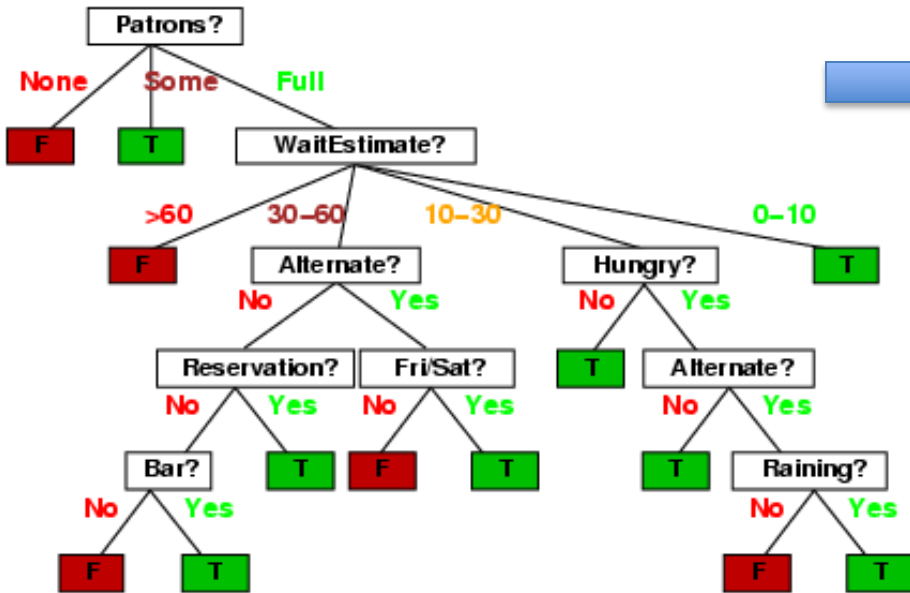 Patrons?
None Some Full
F T WaitEstimate?
>60 30–60 10–30 0–10
F Alternate? Hungry? T
No Yes No Yes
Reservation? Fri/Sat? T Alternate?
No Yes No Yes No Yes
Bar? T F T T Raining?
No Yes No Yes
F T F T